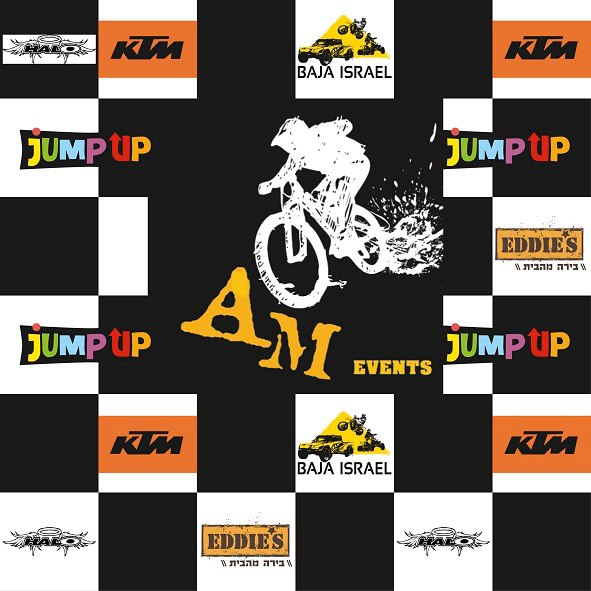 HALO
KTM
BAJA ISRAEL
KTM
JUMP UP
JUMP UP
EDDIE'S
\\ בירה מהבית \\
AM
EVENTS
JUMP UP
JUMP UP
KTM
BAJA ISRAEL
KTM
HALO
EDDIE'S
\\ בירה מהבית \\
HALO